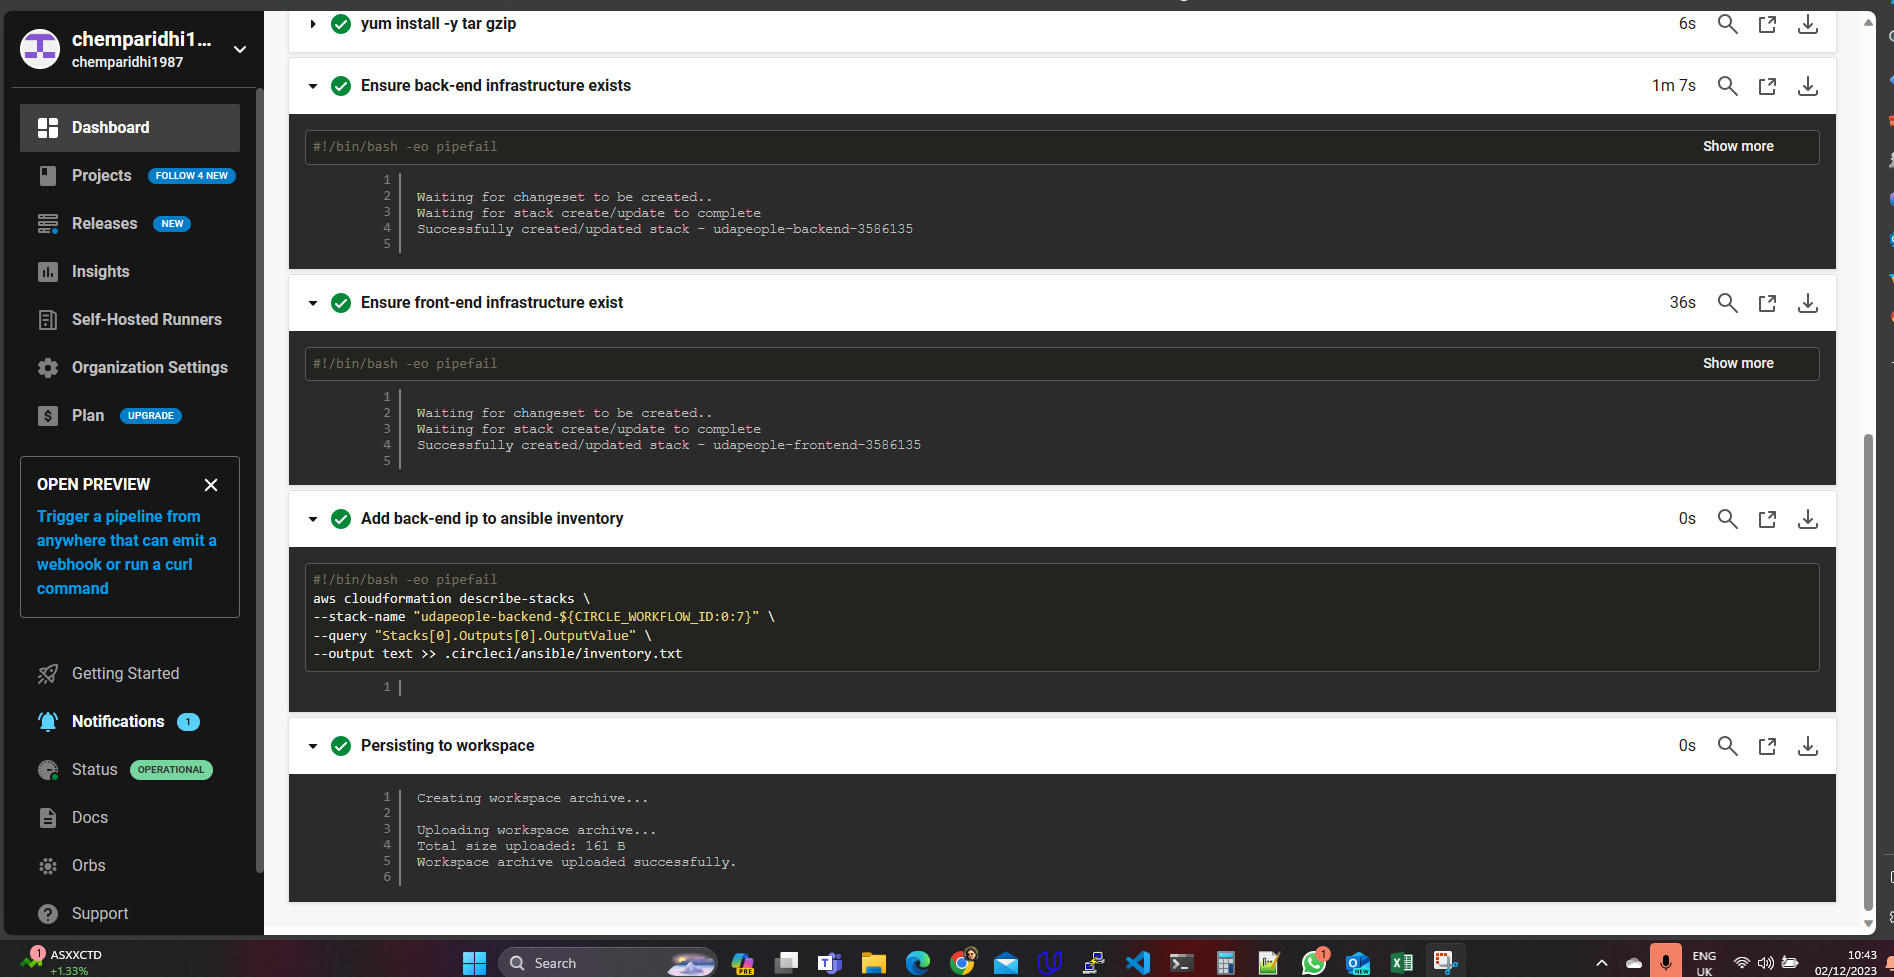 chemparidhi1...
chemparidhi1987
Dashboard
Projects FOLLOW 4 NEW
Releases NEW
Insights
Self-Hosted Runners
Organization Settings
Plan UPGRADE
OPEN PREVIEW
Trigger a pipeline from
anywhere that can emit a
webhook or run a curl
command
Getting Started
Notifications 1
Status OPERATIONAL
Docs
Orbs
Support
yum install -y tar gzip 6s
Ensure back-end infrastructure exists 1m 7s
#!/bin/bash -eo pipefail Show more
1
2 Waiting for changeset to be created..
3 Waiting for stack create/update to complete
4 Successfully created/updated stack - udapeople-backend-3586135
5
Ensure front-end infrastructure exist 36s
#!/bin/bash -eo pipefail Show more
1
2 Waiting for changeset to be created..
3 Waiting for stack create/update to complete
4 Successfully created/updated stack - udapeople-frontend-3586135
5
Add back-end ip to ansible inventory 0s
#!/bin/bash -eo pipefail
aws cloudformation describe-stacks \
--stack-name "udapeople-backend-${CIRCLE_WORKFLOW_ID:0:7}" \
--query "Stacks[0].Outputs[0].OutputValue" \
--output text >> .circleci/ansible/inventory.txt
1
Persisting to workspace 0s
1 Creating workspace archive...
2
3 Uploading workspace archive...
4 Total size uploaded: 161 B
5 Workspace archive uploaded successfully.
6
1 ASXXCTD
+1.33%
Search
PRE
1
NEW
ENG
UK
10:43
02/12/2023